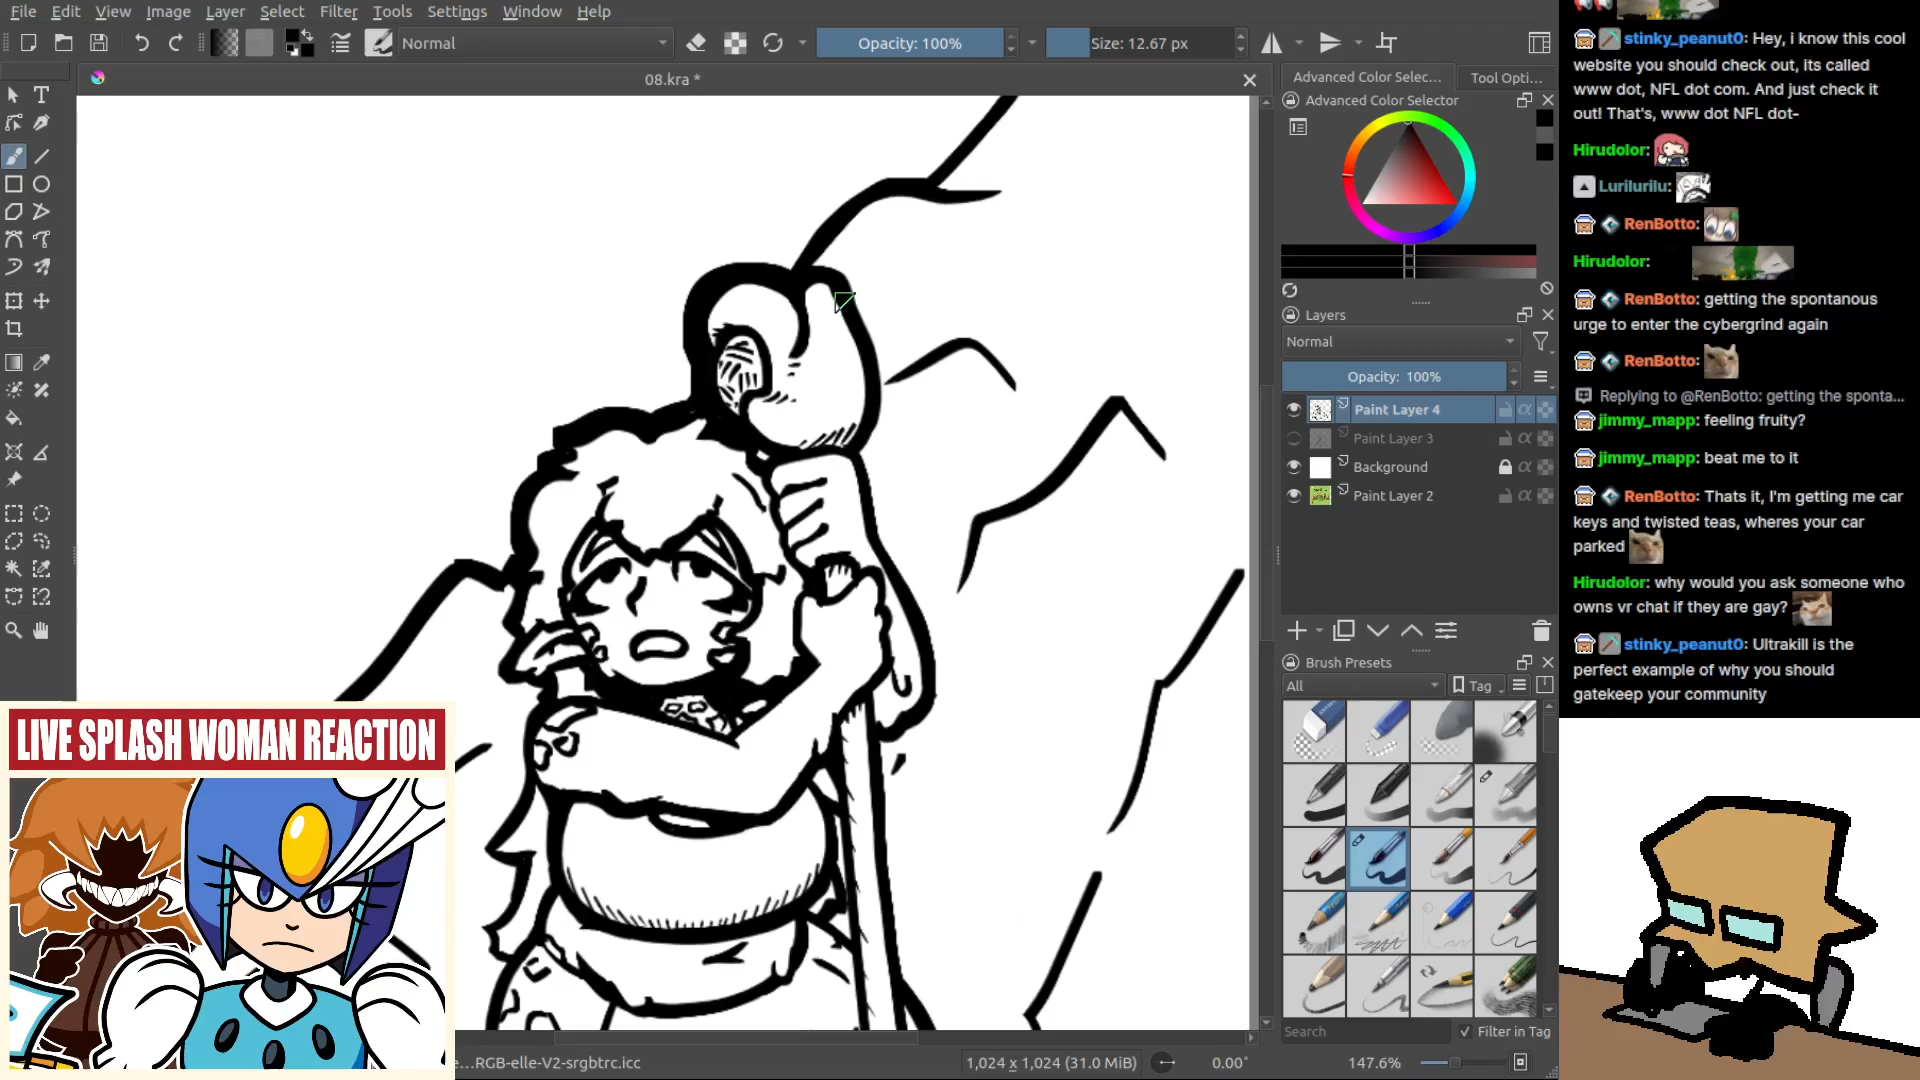 File Edit View Image Layer Select Filter Tools Settings Window Help
Normal
Opacity: 100%
Size: 12.67 px
08.kra *
Advanced Color Selec...
Tool Opti...
Advanced Color Selector
Layers
Normal
Opacity: 100%
Paint Layer 4
Paint Layer 3
Background
Paint Layer 2
Brush Presets
All
Tag
Search
Filter in Tag
...RGB-elle-V2-srgbtrc.icc
1,024 x 1,024 (31.0 MiB)
0.00°
147.6%
LIVE SPLASH WOMAN REACTION
stinky_peanut0: Hey, i know this cool
website you should check out, its called
www dot, NFL dot com. And just check it
out! That's, www dot NFL dot-
Hirudolor:
Lurilurilu:
RenBotto:
Hirudolor:
RenBotto: getting the spontanous
urge to enter the cybergrind again
RenBotto:
Replying to @RenBotto: getting the sponta...
jimmy_mapp: feeling fruity?
jimmy_mapp: beat me to it
RenBotto: Thats it, I'm getting me car
keys and twisted teas, wheres your car
parked
Hirudolor: why would you ask someone who
owns vr chat if they are gay?
stinky_peanut0: Ultrakill is the
perfect example of why you should
gatekeep your community